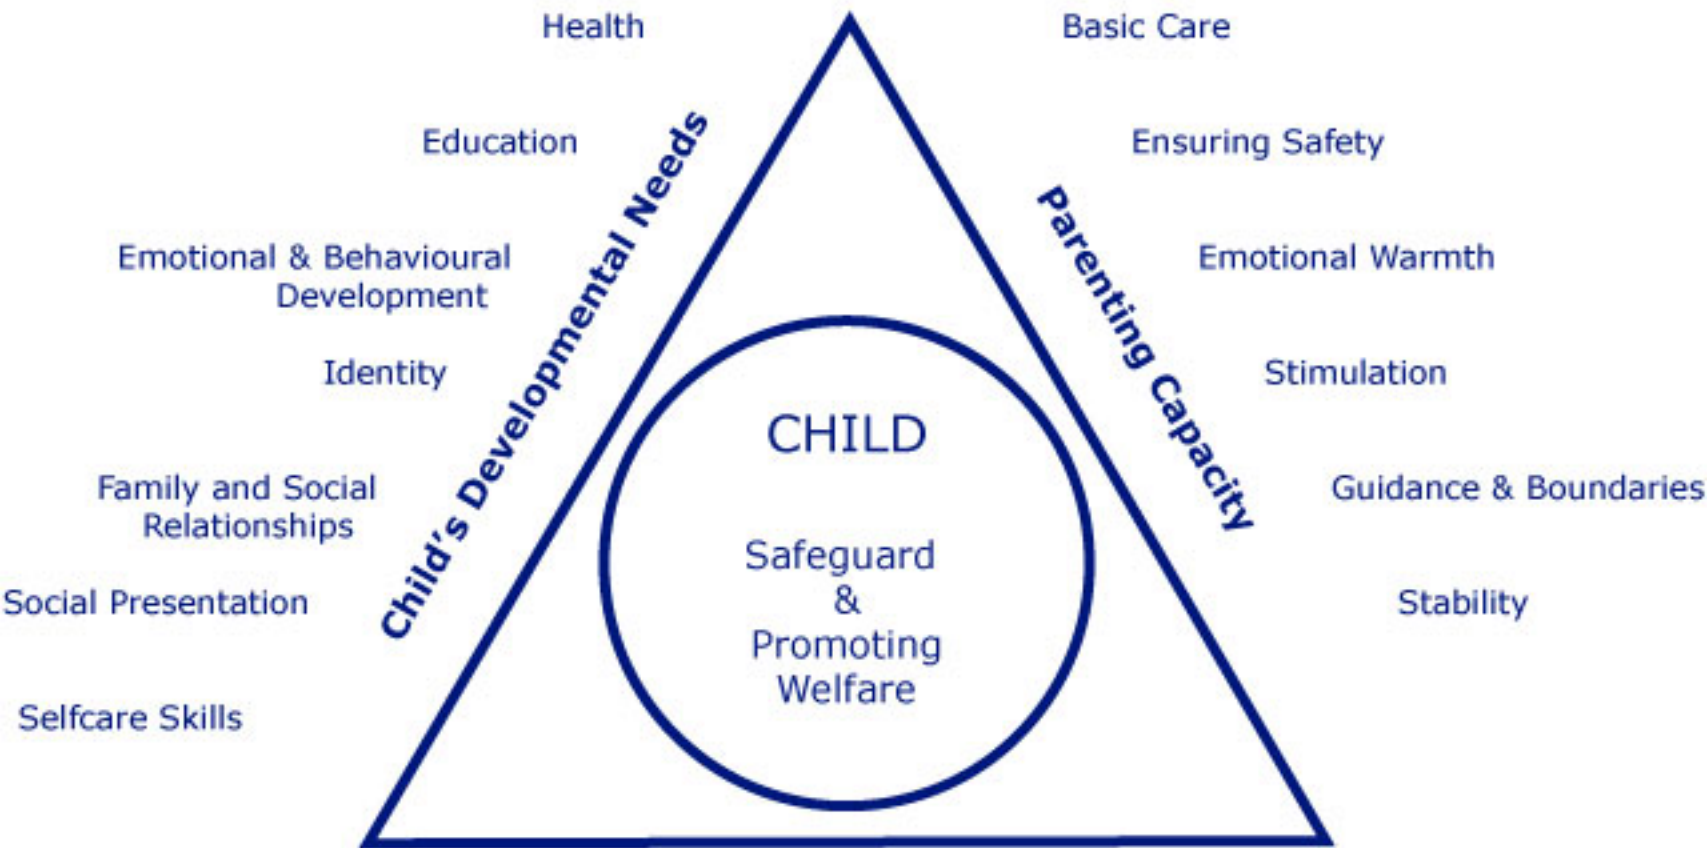 Health
Education
Emotional & Behavioural
Development
Identity
Family and Social
Relationships
Social Presentation
Selfcare Skills
Child's Developmental Needs
CHILD
Safeguard
&
Promoting
Welfare
Parenting Capacity
Basic Care
Ensuring Safety
Emotional Warmth
Stimulation
Guidance & Boundaries
Stability